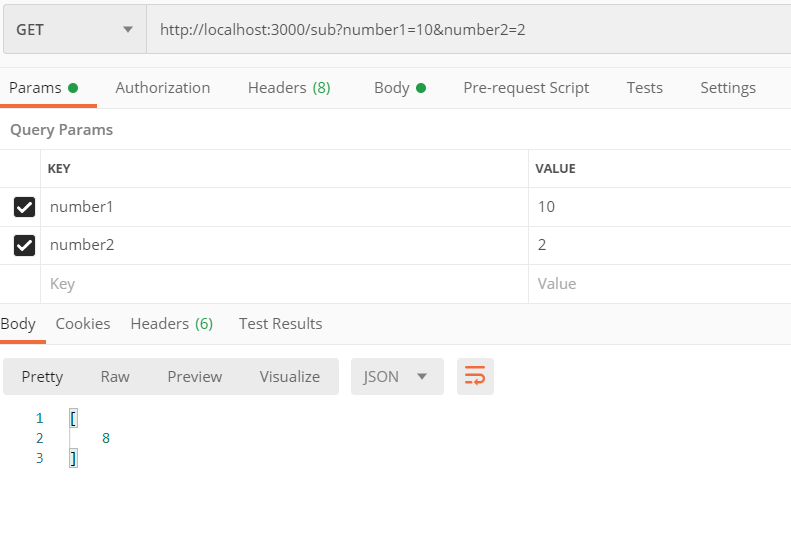 GET http://localhost:3000/sub?number1=10&number2=2
Params Authorization Headers (8) Body Pre-request Script Tests Settings
Query Params
KEY VALUE
number1 10
number2 2
Key Value
Body Cookies Headers (6) Test Results
Pretty Raw Preview Visualize JSON
1 [
2 8
3 ]